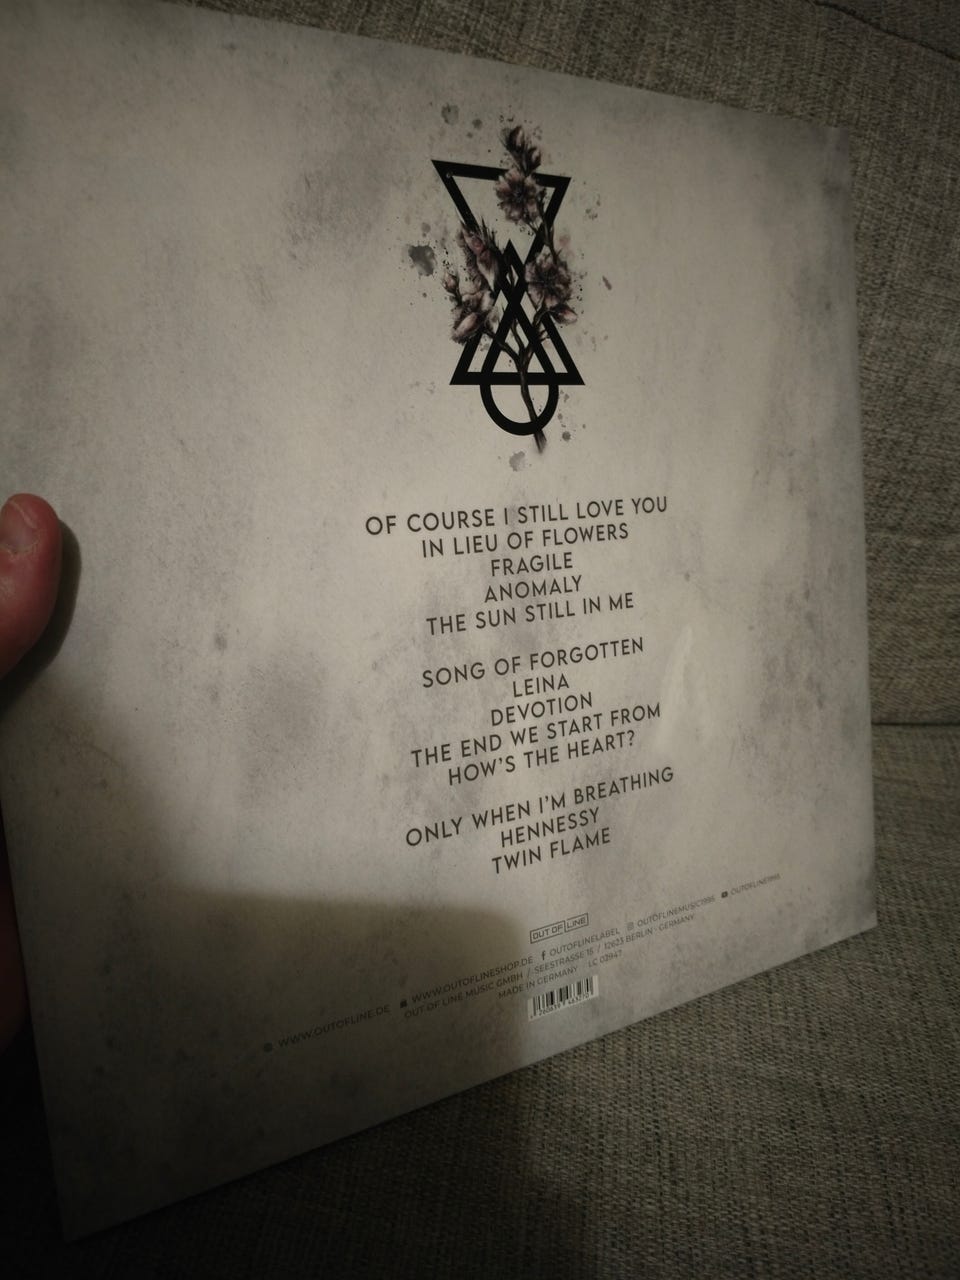 OF COURSE I STILL LOVE YOU
IN LIEU OF FLOWERS
FRAGILE
ANOMALY
THE SUN STILL IN ME
SONG OF FORGOTTEN
LEINA
DEVOTION
THE END WE START FROM
HOW'S THE HEART?
ONLY WHEN I'M BREATHING
HENNESSY
TWIN FLAME
OUT OF LINE
WWW.OUTOFLINE.DE WWW.OUTOFLINESHOP.DE OUTOFLINELABEL OUTOFLINEMUSIC1995 OUTOFLINE1995
OUT OF LINE MUSIC GMBH / SEESTRASSE 16 / 12623 BERLIN - GERMANY
MADE IN GERMANY LC 03947